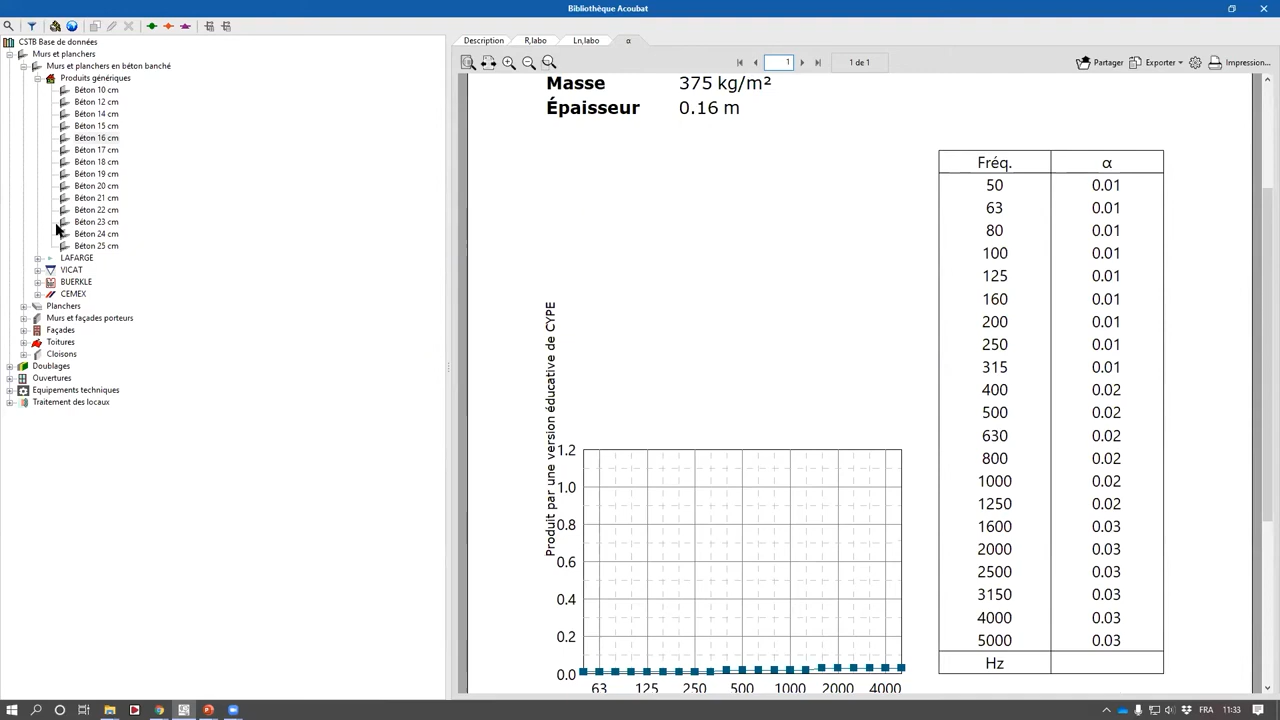 Bibliothèque Acoubat
CSTB Base de données
Murs et planchers
Murs et planchers en béton banché
Produits génériques
Béton 10 cm
Béton 12 cm
Béton 14 cm
Béton 15 cm
Béton 16 cm
Béton 17 cm
Béton 18 cm
Béton 19 cm
Béton 20 cm
Béton 21 cm
Béton 22 cm
Béton 23 cm
Béton 24 cm
Béton 25 cm
LAFARGE
VICAT
BUERKLE
CEMEX
Planchers
Murs et façades porteurs
Façades
Toitures
Cloisons
Doublages
Ouvertures
Equipements techniques
Traitement des locaux
Description R,labo Ln,labo α
1 1 de 1 Partager Exporter Impression...
Masse 375 kg/m²
Épaisseur 0.16 m
Fréq. α
50 0.01
63 0.01
80 0.01
100 0.01
125 0.01
160 0.01
200 0.01
250 0.01
315 0.01
400 0.02
500 0.02
630 0.02
800 0.02
1000 0.02
1250 0.02
1600 0.03
2000 0.03
2500 0.03
3150 0.03
4000 0.03
5000 0.03
Hz
Produit par une version éducative de CYPE
1.2
1.0
0.8
0.6
0.4
0.2
0.0
63 125 250 500 1000 2000 4000
FRA 11:33